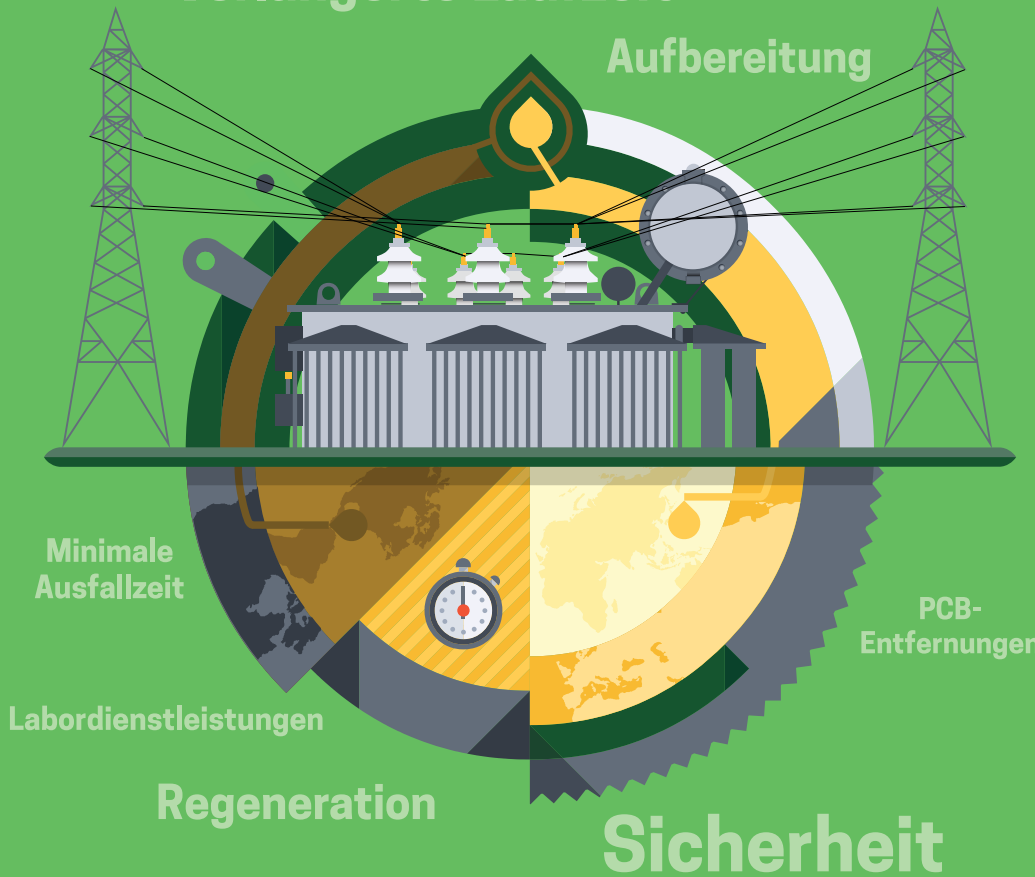 Aufbereitung
Minimale
Ausfallzeit
PCB-
Entfernungen
Labordienstleistungen
Regeneration
Sicherheit